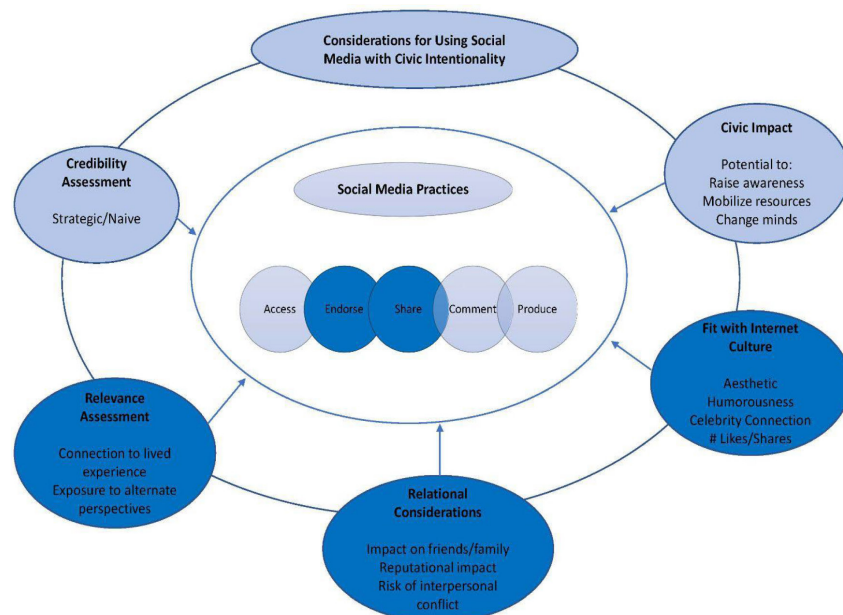 Considerations for Using Social
Media with Civic Intentionality
Credibility
Assessment
Strategic/Naive
Civic Impact
Potential to:
Raise awareness
Mobilize resources
Change minds
Social Media Practices
Access
Endorse
Share
Comment
Produce
Fit with Internet
Culture
Aesthetic
Humorousness
Celebrity Connection
# Likes/Shares
Relevance
Assessment
Connection to lived
experience
Exposure to alternate
perspectives
Relational
Considerations
Impact on friends/family
Reputational impact
Risk of interpersonal
conflict